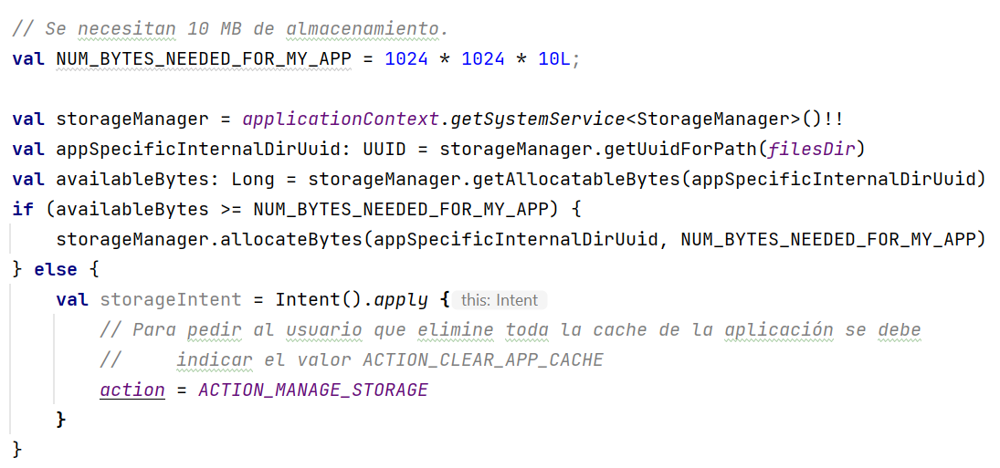 // Se necesitan 10 MB de almacenamiento.
val NUM_BYTES_NEEDED_FOR_MY_APP = 1024 * 1024 * 10L;
val storageManager = applicationContext.getSystemService<StorageManager>()!!
val appSpecificInternalDirUuid: UUID = storageManager.getUuidForPath(filesDir)
val availableBytes: Long = storageManager.getAllocatableBytes(appSpecificInternalDirUuid)
if (availableBytes >= NUM_BYTES_NEEDED_FOR_MY_APP) {
    storageManager.allocateBytes(appSpecificInternalDirUuid, NUM_BYTES_NEEDED_FOR_MY_APP)
} else {
    val storageIntent = Intent().apply { this: Intent
        // Para pedir al usuario que elimine toda la cache de la aplicación se debe
        //     indicar el valor ACTION_CLEAR_APP_CACHE
        action = ACTION_MANAGE_STORAGE
    }
}